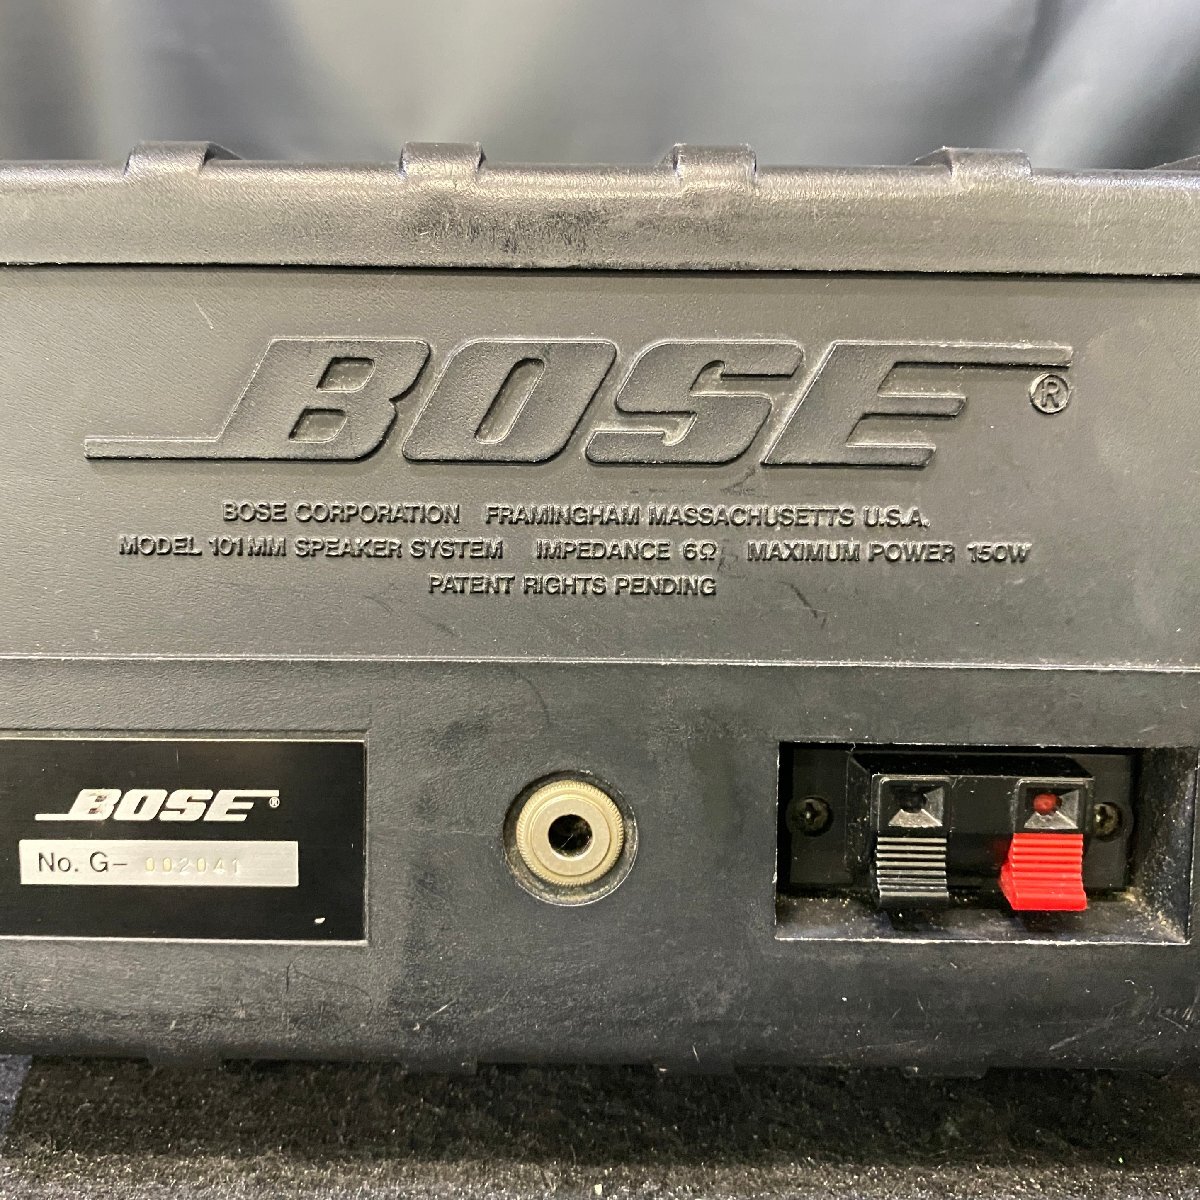 BOSE®
BOSE CORPORATION FRAMINGHAM MASSACHUSETTS U.S.A.
MODEL 101MM SPEAKER SYSTEM IMPEDANCE 6Ω MAXIMUM POWER 150W
PATENT RIGHTS PENDING
BOSE®
No. G- 002041